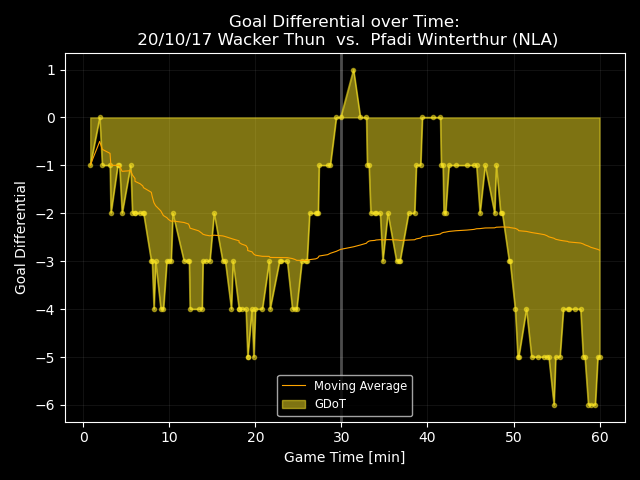 Goal Differential over Time:
20/10/17 Wacker Thun  vs.  Pfadi Winterthur (NLA)
Goal Differential
1
0
−1
−2
−3
−4
−5
−6
Moving Average
GDoT
0 10 20 30 40 50 60
Game Time [min]